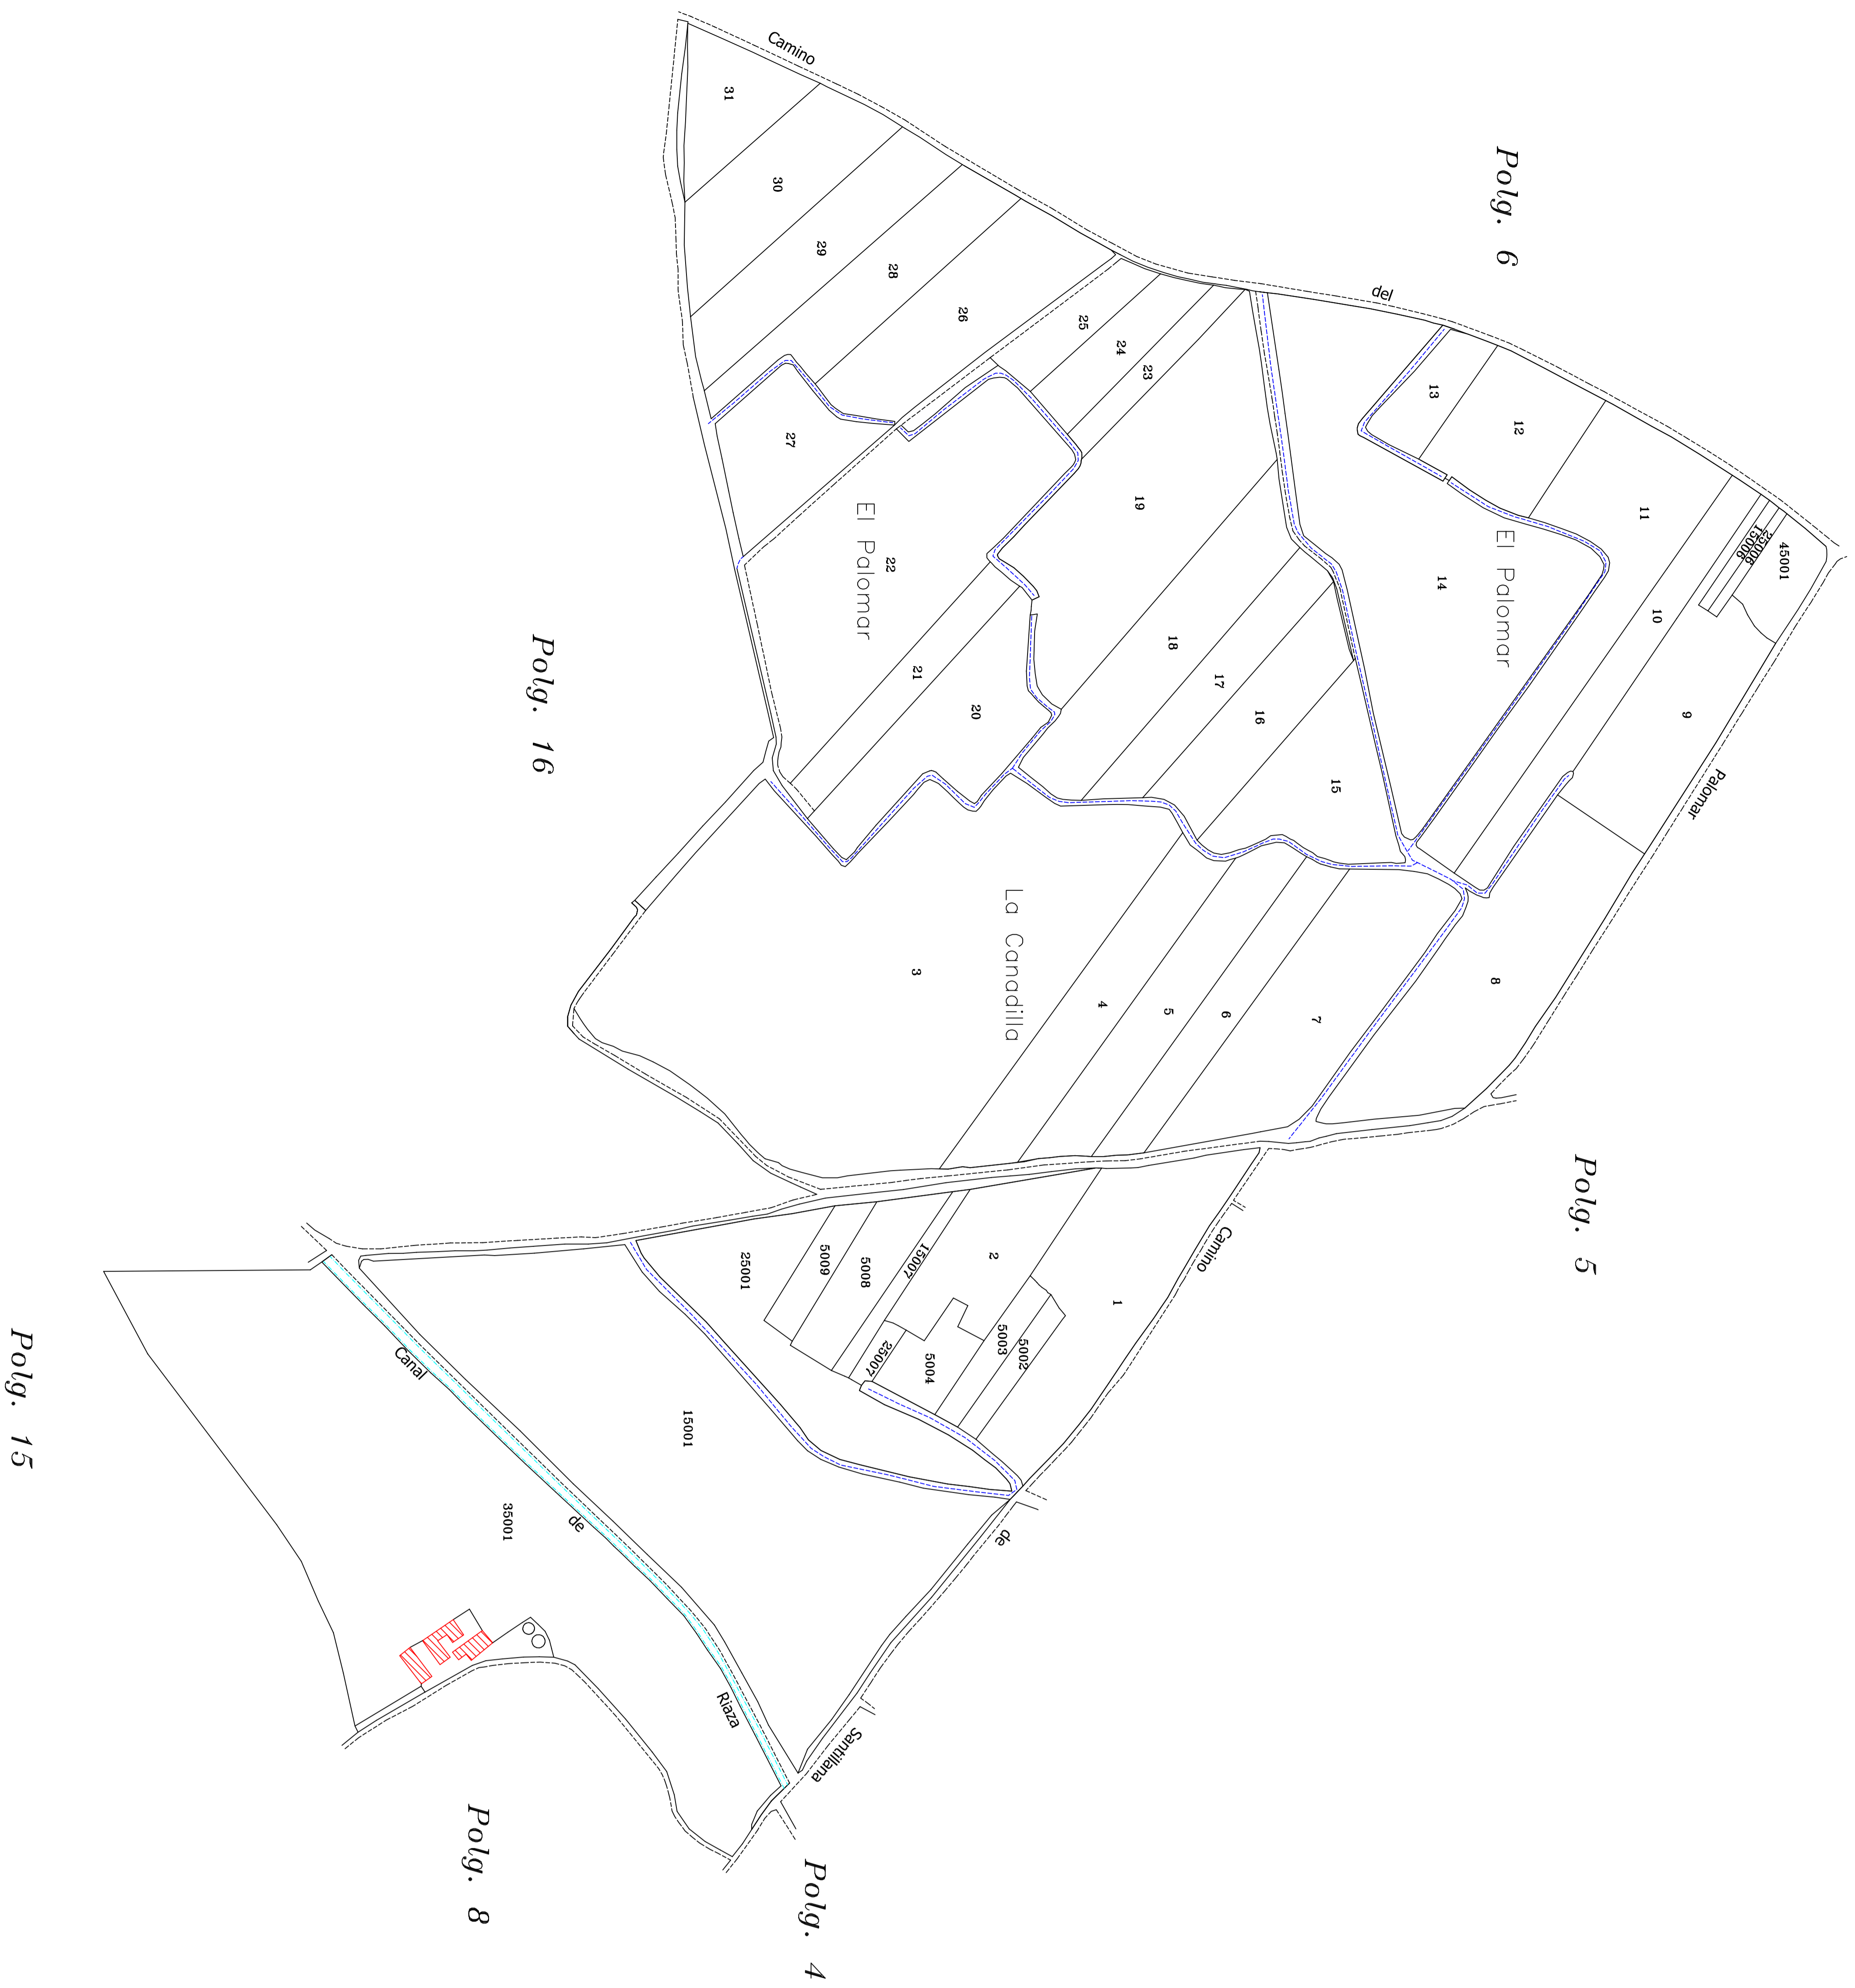 Polg. 6
Polg. 5
Polg. 16
Polg. 15
Polg. 8
Polg. 4
Camino
del
Palomar
Camino
de
Santillana
Canal
de
Riaza
El Palomar
El Palomar
La Canadilla
31
30
29
28
26
27
25
24
23
22
21
20
19
18
17
16
15
14
13
12
11
10
15006
25006
45001
9
8
7
6
5
4
3
2
1
5002
5003
5004
25007
15007
5008
5009
25001
15001
35001